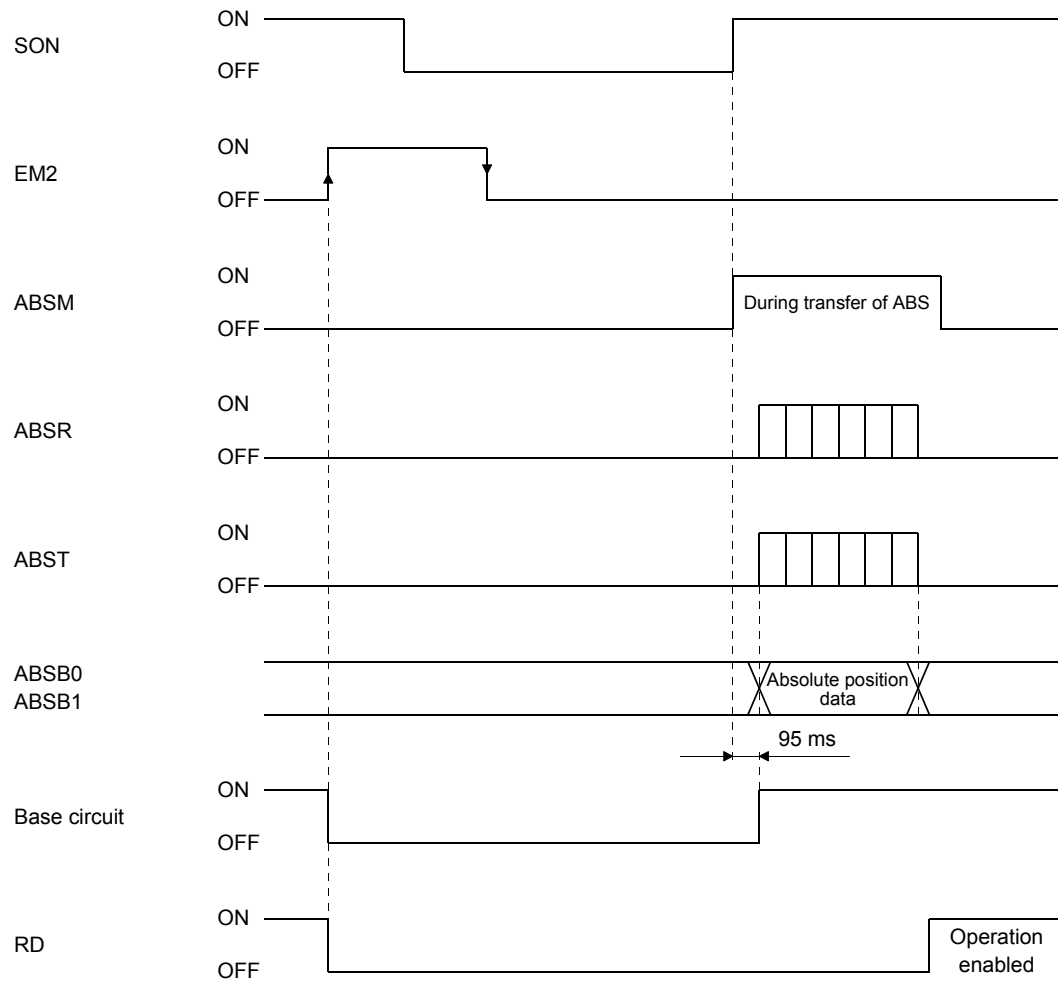 ON
SON
OFF
ON
EM2
OFF
ON
ABSM
During transfer of ABS
OFF
ON
ABSR
OFF
ON
ABST
OFF
ABSB0
ABSB1
Absolute position
data
95 ms
ON
Base circuit
OFF
ON
RD
Operation
enabled
OFF